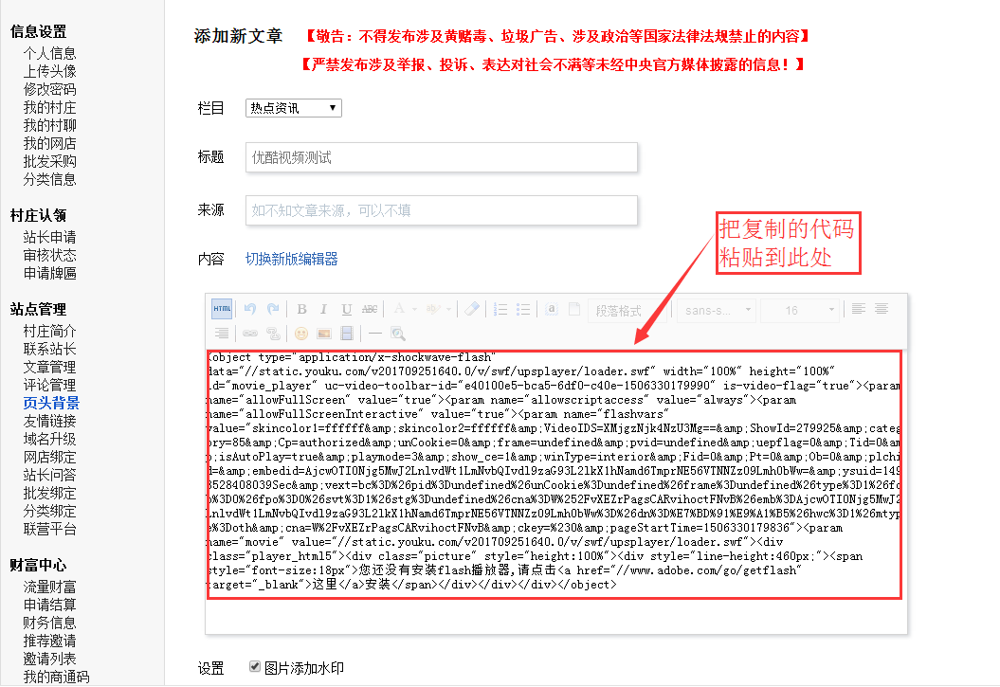 信息设置
个人信息
上传头像
修改密码
我的村庄
我的村聊
我的网店
批发采购
分类信息
村庄认领
站长申请
审核状态
申请牌匾
站点管理
村庄简介
联系站长
文章管理
评论管理
页头背景
友情链接
域名升级
网店绑定
站长问答
批发绑定
分类绑定
联营平台
财富中心
流量财富
申请结算
财务信息
推荐邀请
邀请列表
我的商通码
添加新文章 【敬告：不得发布涉及黄赌毒、垃圾广告、涉及政治等国家法律法规禁止的内容】
【严禁发布涉及举报、投诉、表达对社会不满等未经中央官方媒体披露的信息！】
栏目 热点资讯
标题 优酷视频测试
来源 如不知文章来源，可以不填
内容 切换新版编辑器
把复制的代码
粘贴到此处
HTML B I U ABC A a 段落格式 sans-s... 16
<object type="application/x-shockwave-flash"
data="//static.youku.com/v201709251640.0/v/swf/upsplayer/loader.swf" width="100%" height="100%"
id="movie_player" uc-video-toolbar-id="e40100e5-bca5-6df0-c40e-1506330179990" is-video-flag="true"><param
name="allowFullScreen" value="true"><param name="allowscriptaccess" value="always"><param
name="allowFullScreenInteractive" value="true"><param name="flashvars"
value="skincolor1=ffffff&amp;skincolor2=ffffff&amp;VideoIDS=XMjgzNjk4NzU3Mg==&amp;ShowId=279925&amp;categ
ory=85&amp;Cp=authorized&amp;unCookie=0&amp;frame=undefined&amp;pvid=undefined&amp;uepflag=0&amp;Tid=0&am
p;isAutoPlay=true&amp;playmode=3&amp;show_ce=1&amp;winType=interior&amp;Fid=0&amp;Pt=0&amp;Ob=0&amp;plchi
d=&amp;embedid=AjcwOTI0Njg5MwJ2LnlvdWt1LmNvbQIvdl9zaG93L2lkX1hNamd6TmprNE56VTNNZz09Lmh0bWw=&amp;ysuid=149
8528408039Sec&amp;vext=bc%3D%26pid%3Dundefined%26unCookie%3Dundefined%26frame%3Dundefined%26type%3D1%26fo
b%3D0%26fpo%3D0%26svt%3D1%26stg%3Dundefined%26cna%3DW%252FvXEZrPagsCARvihoctFNvB%26emb%3DAjcwOTI0Njg5MwJ2
LnlvdWt1LmNvbQIvdl9zaG93L2lkX1hNamd6TmprNE56VTNNZz09Lmh0bWw%3D%26dn%3D%E7%BD%91%E9%A1%B5%26hwc%3D1%26mtyp
e%3Doth&amp;cna=W%2FvXEZrPagsCARvihoctFNvB&amp;ckey=%230&amp;pageStartTime=1506330179836"><param
name="movie" value="//static.youku.com/v201709251640.0/v/swf/upsplayer/loader.swf"><div
class="player_html5"><div class="picture" style="height:100%"><div style="line-height:460px;"><span
style="font-size:18px">您还没有安装flash播放器,请点击<a href="//www.adobe.com/go/getflash"
target="_blank">这里</a>安装</span></div></div></div></object>
设置 图片添加水印